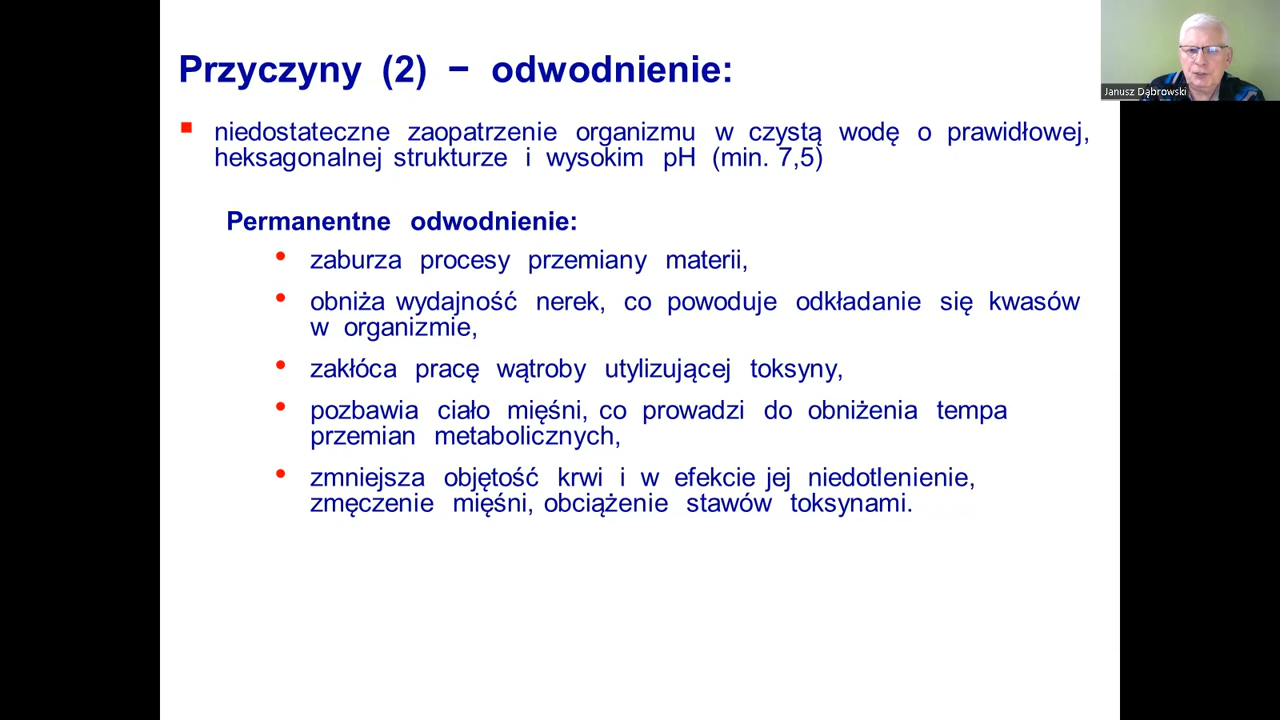 Przyczyny (2) − odwodnienie:
Janusz Dąbrowski
niedostateczne zaopatrzenie organizmu w czystą wodę o prawidłowej,
heksagonalnej strukturze i wysokim pH (min. 7,5)
Permanentne odwodnienie:
zaburza procesy przemiany materii,
obniża wydajność nerek, co powoduje odkładanie się kwasów
w organizmie,
zakłóca pracę wątroby utylizującej toksyny,
pozbawia ciało mięśni, co prowadzi do obniżenia tempa
przemian metabolicznych,
zmniejsza objętość krwi i w efekcie jej niedotlenienie,
zmęczenie mięśni, obciążenie stawów toksynami.